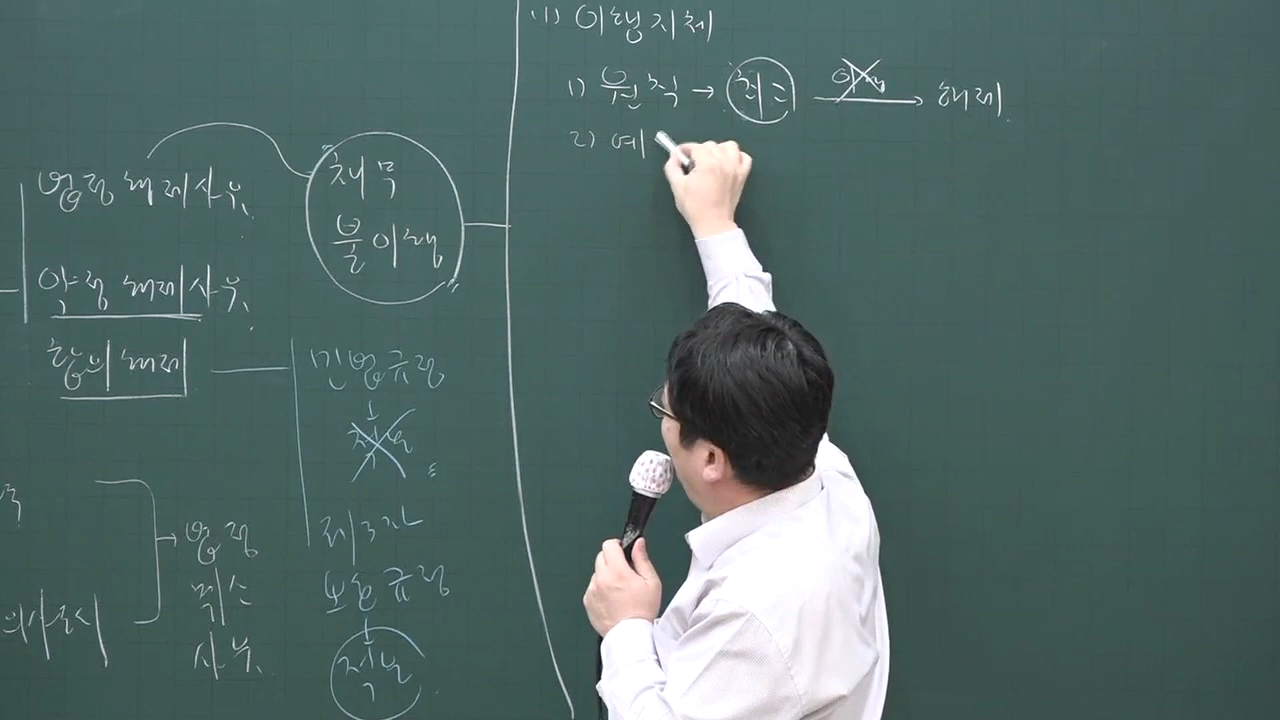 법정해제사유
약정해제사유
합의해제
의사표시
법정
취소
사유
채무
불이행
민법규정
적용
제3자
보호규정
적용
(1) 이행지체
1) 원칙 → 최고 이행 → 해제
2) 예